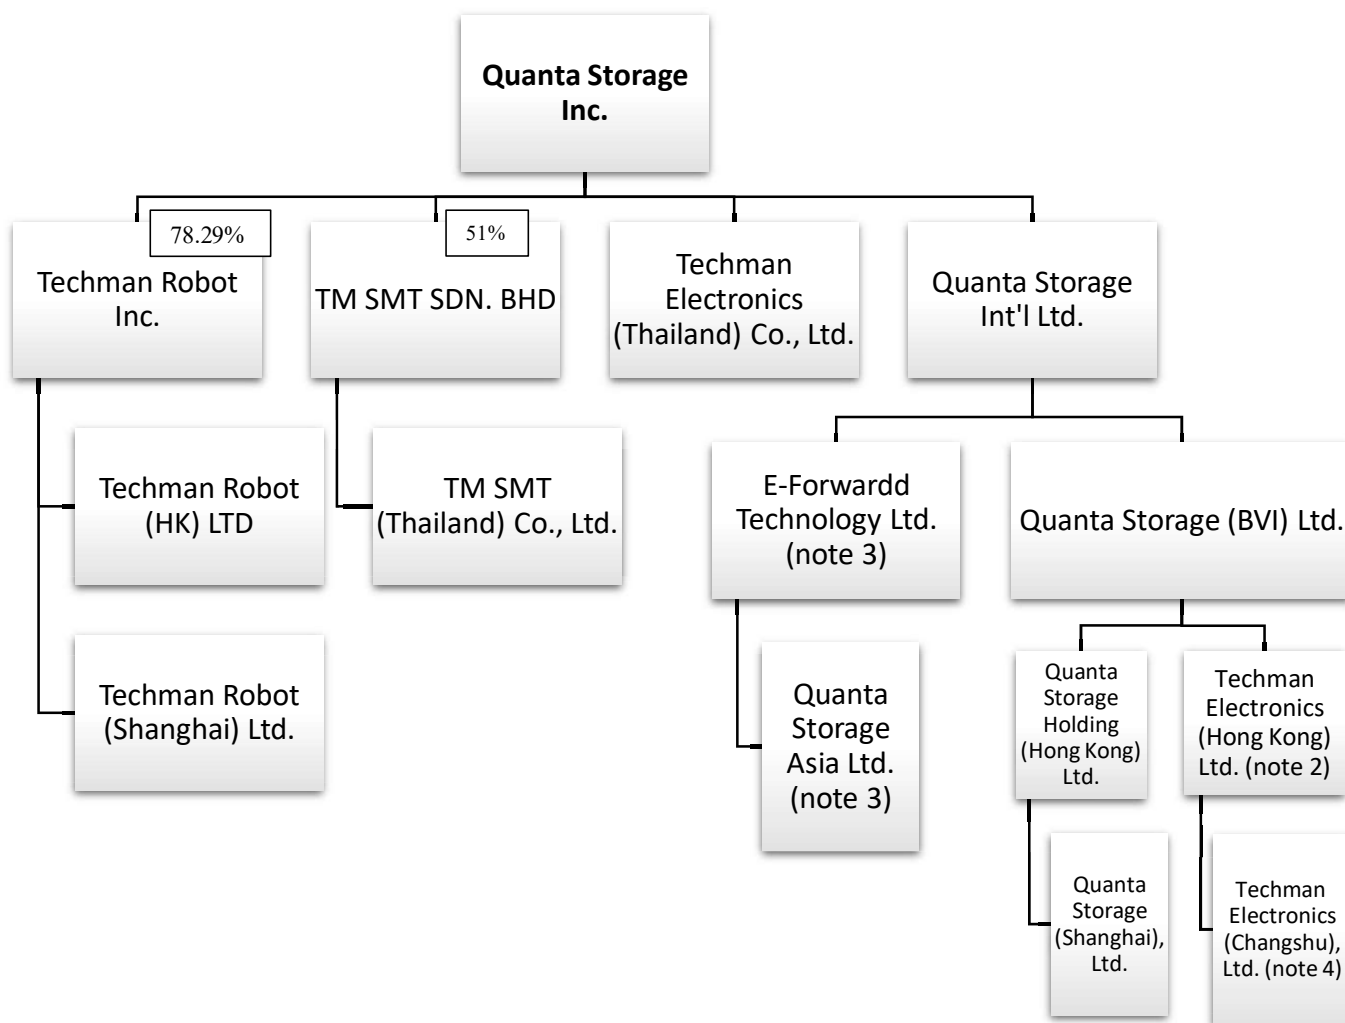 Quanta Storage
Inc.
78.29%
Techman Robot
Inc.
51%
TM SMT SDN. BHD
Techman
Electronics
(Thailand) Co., Ltd.
Quanta Storage
Int'l Ltd.
Techman Robot
(HK) LTD
TM SMT
(Thailand) Co., Ltd.
E-Forwardd
Technology Ltd.
(note 3)
Quanta Storage (BVI) Ltd.
Techman Robot
(Shanghai) Ltd.
Quanta
Storage
Asia Ltd.
(note 3)
Quanta
Storage
Holding
(Hong Kong)
Ltd.
Techman
Electronics
(Hong Kong)
Ltd. (note 2)
Quanta
Storage
(Shanghai),
Ltd.
Techman
Electronics
(Changshu),
Ltd. (note 4)